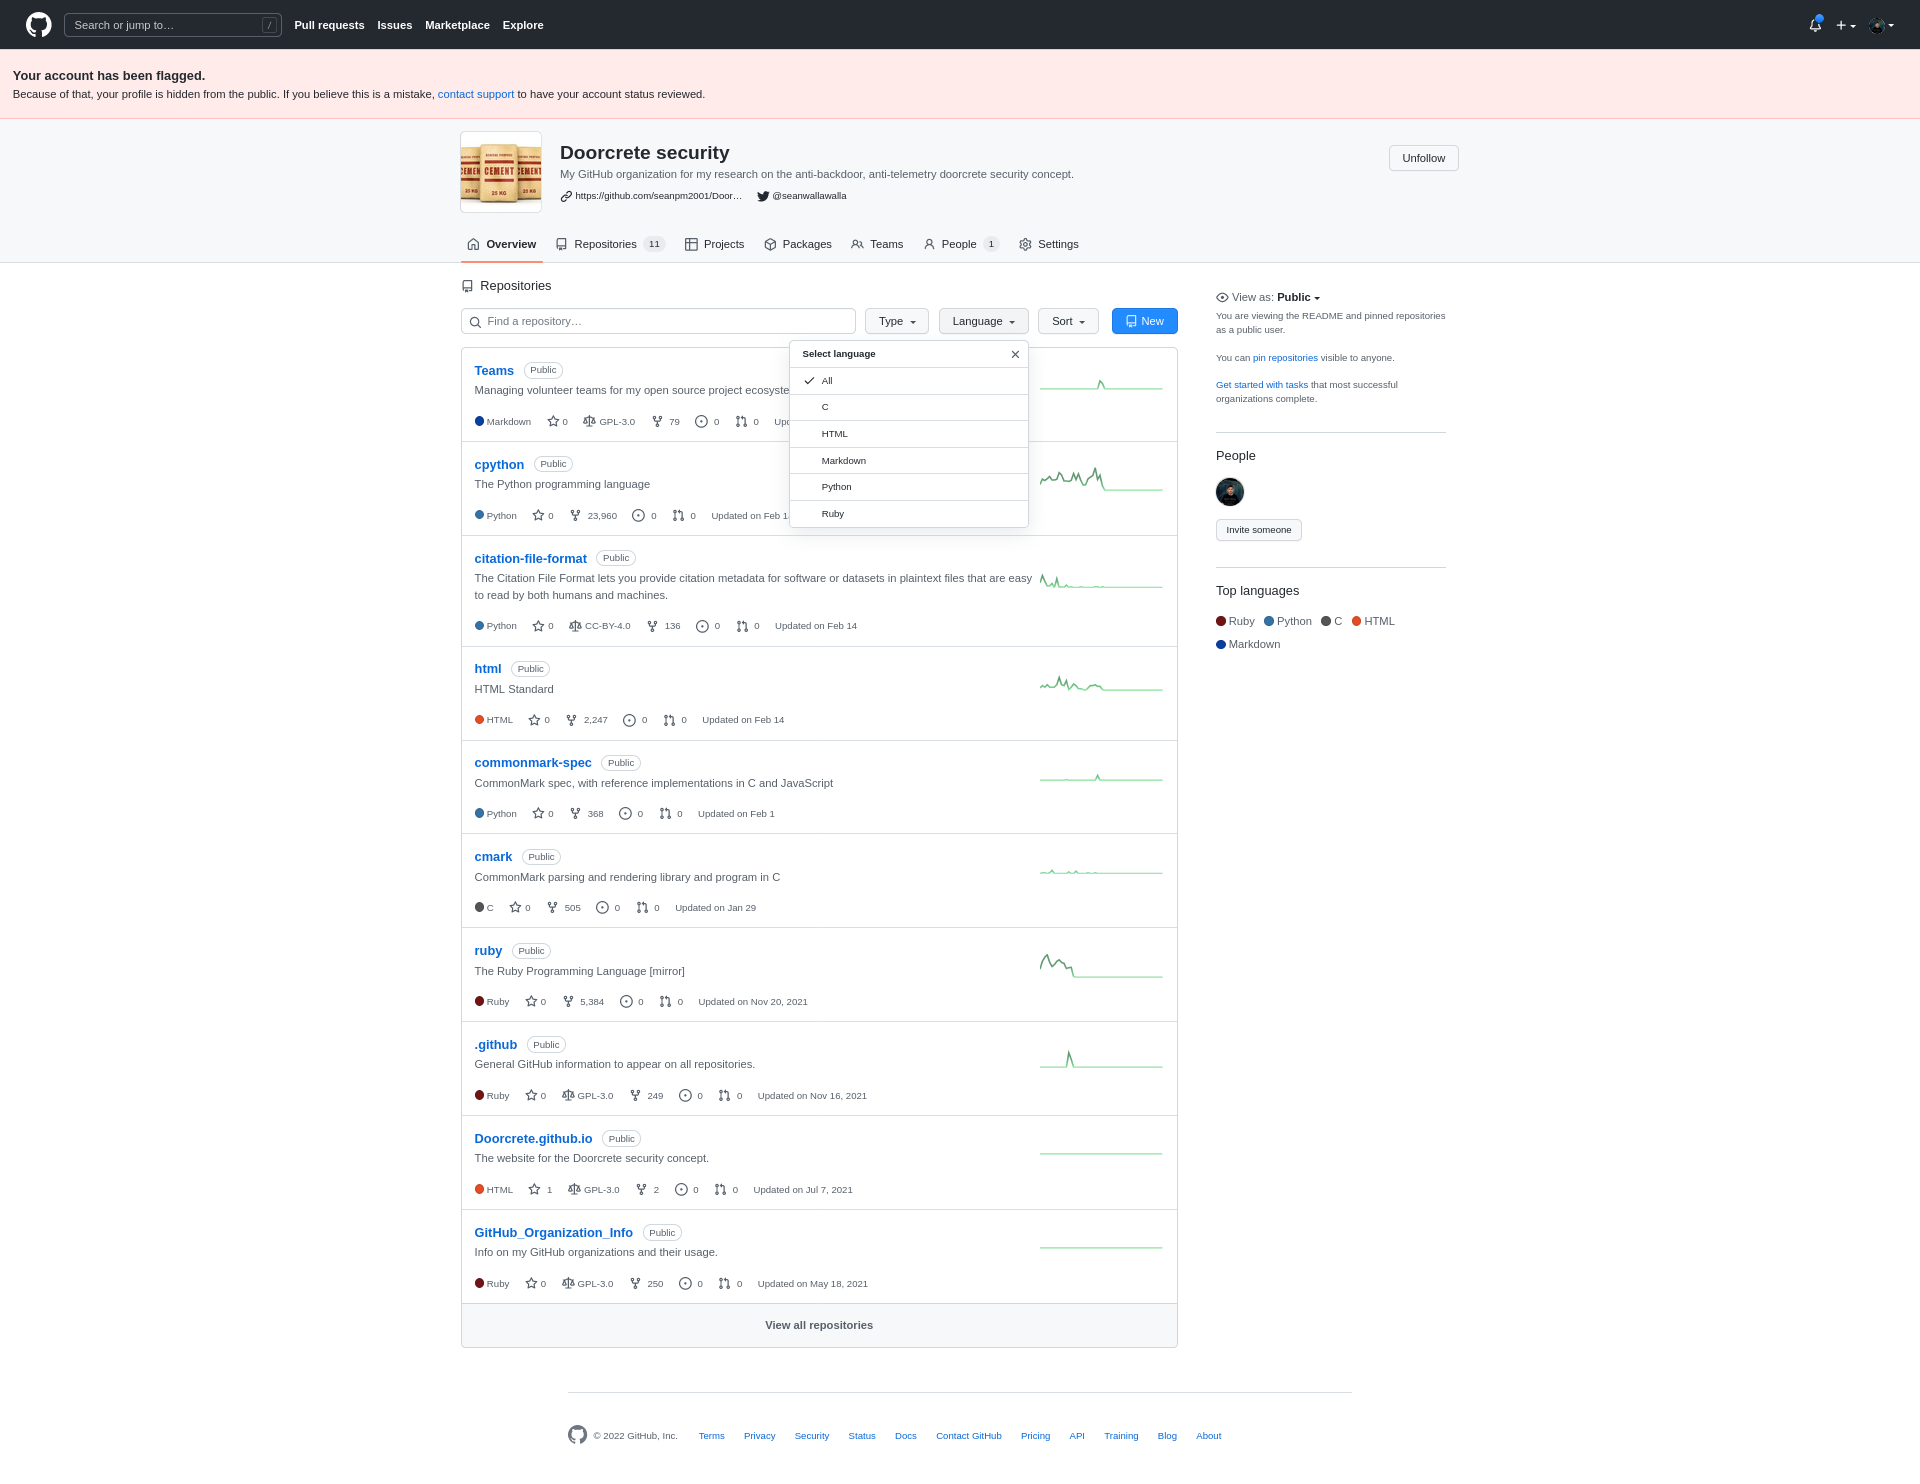 Search or jump to… /
Pull requests Issues Marketplace Explore
Your account has been flagged.
Because of that, your profile is hidden from the public. If you believe this is a mistake, contact support to have your account status reviewed.
CEMENT
25 KG
Doorcrete security
My GitHub organization for my research on the anti-backdoor, anti-telemetry doorcrete security concept.
https://github.com/seanpm2001/Door… @seanwallawalla
Unfollow
Overview Repositories 11 Projects Packages Teams People 1 Settings
Repositories
Find a repository…
Type Language Sort New
Select language
All
C
HTML
Markdown
Python
Ruby
Teams Public
Managing volunteer teams for my open source project ecosyste
Markdown 0 GPL-3.0 79 0 0 Upd
cpython Public
The Python programming language
Python 0 23,960 0 0 Updated on Feb 14
citation-file-format Public
The Citation File Format lets you provide citation metadata for software or datasets in plaintext files that are easy
to read by both humans and machines.
Python 0 CC-BY-4.0 136 0 0 Updated on Feb 14
html Public
HTML Standard
HTML 0 2,247 0 0 Updated on Feb 14
commonmark-spec Public
CommonMark spec, with reference implementations in C and JavaScript
Python 0 368 0 0 Updated on Feb 1
cmark Public
CommonMark parsing and rendering library and program in C
C 0 505 0 0 Updated on Jan 29
ruby Public
The Ruby Programming Language [mirror]
Ruby 0 5,384 0 0 Updated on Nov 20, 2021
.github Public
General GitHub information to appear on all repositories.
Ruby 0 GPL-3.0 249 0 0 Updated on Nov 16, 2021
Doorcrete.github.io Public
The website for the Doorcrete security concept.
HTML 1 GPL-3.0 2 0 0 Updated on Jul 7, 2021
GitHub_Organization_Info Public
Info on my GitHub organizations and their usage.
Ruby 0 GPL-3.0 250 0 0 Updated on May 18, 2021
View all repositories
View as: Public
You are viewing the README and pinned repositories
as a public user.
You can pin repositories visible to anyone.
Get started with tasks that most successful
organizations complete.
People
Invite someone
Top languages
Ruby Python C HTML
Markdown
© 2022 GitHub, Inc. Terms Privacy Security Status Docs Contact GitHub Pricing API Training Blog About